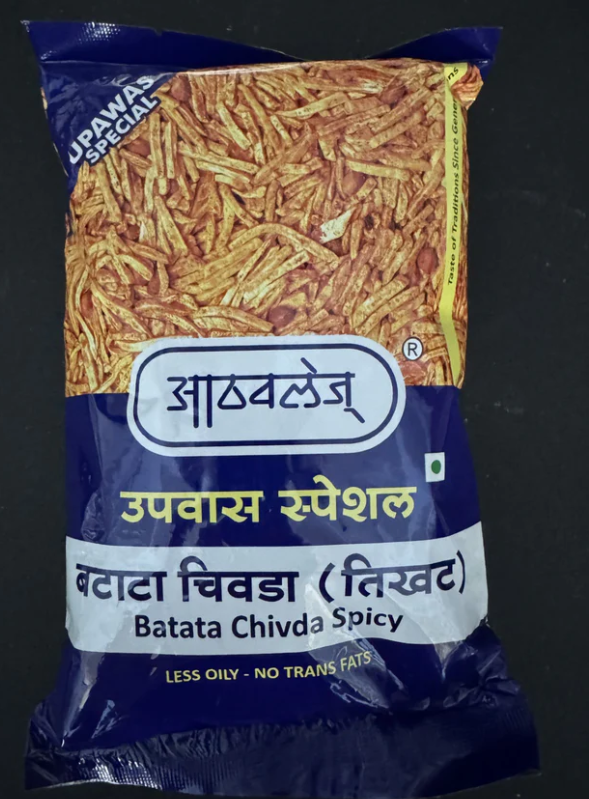 UPAWAS
SPECIAL
Taste of Traditions Since Generations
आठवलेज्
®
उपवास स्पेशल
बटाटा चिवडा (तिखट)
Batata Chivda Spicy
LESS OILY - NO TRANS FATS